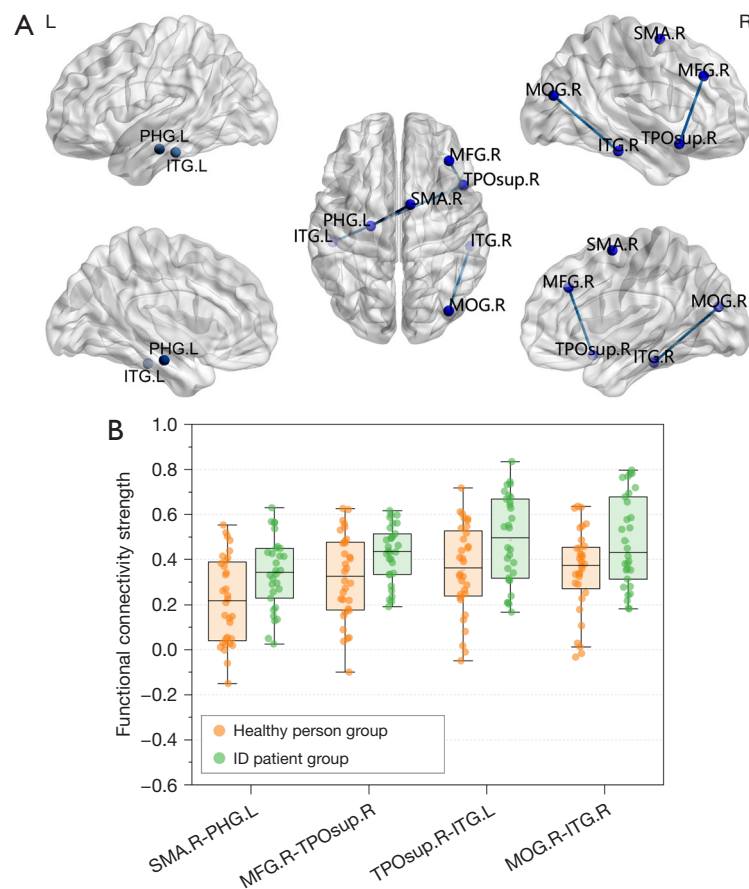 A
L
R
PHG.L
ITG.L
SMA.R
MFG.R
MOG.R
ITG.R
TPOsup.R
MFG.R
TPOsup.R
SMA.R
PHG.L
ITG.L
ITG.R
MOG.R
PHG.L
ITG.L
SMA.R
MFG.R
MOG.R
TPOsup.R
ITG.R
B
Functional connectivity strength
1.0
0.8
0.6
0.4
0.2
0.0
−0.2
−0.4
−0.6
Healthy person group
ID patient group
SMA.R-PHG.L
MFG.R-TPOsup.R
TPOsup.R-ITG.L
MOG.R-ITG.R